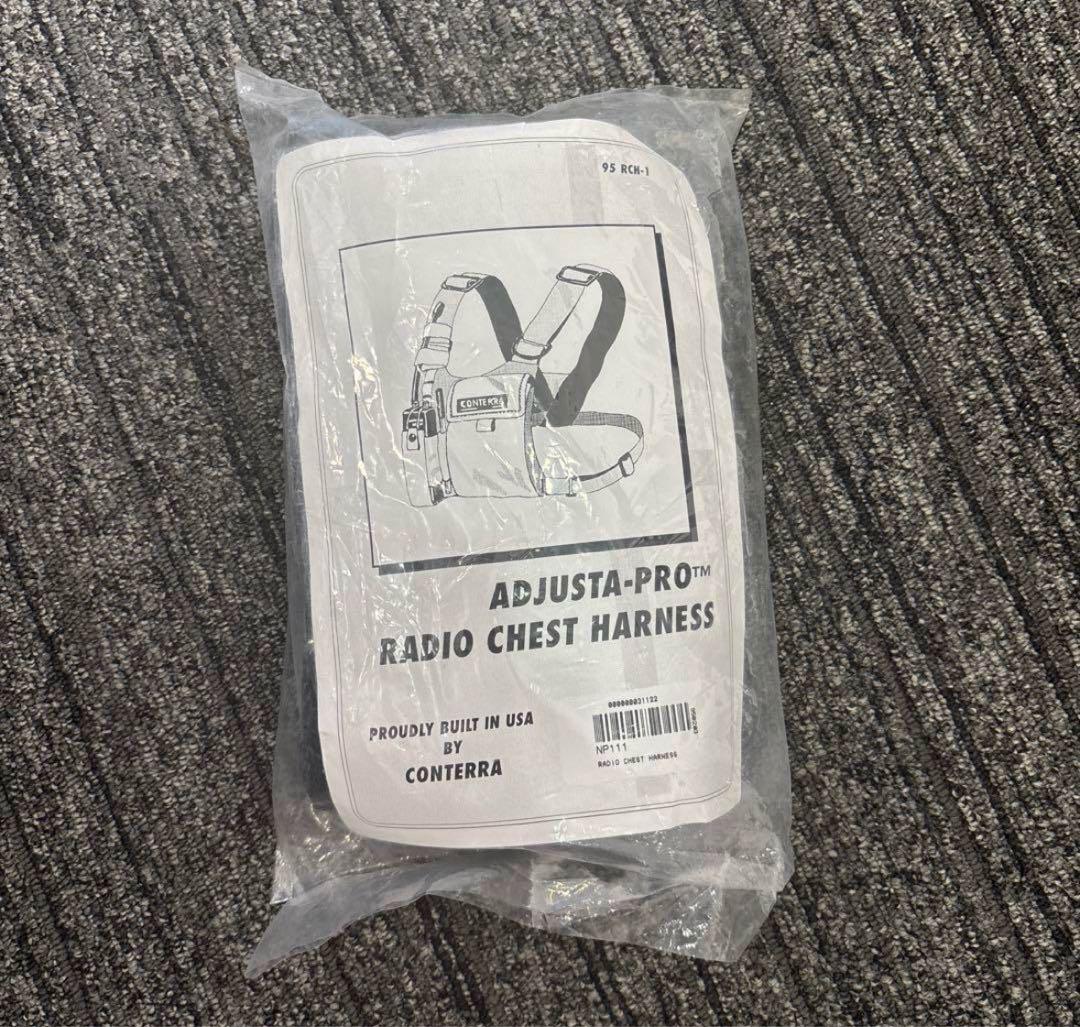 95 RCH-1
CONTERRA
ADJUSTA-PRO™
RADIO CHEST HARNESS
PROUDLY BUILT IN USA
BY
CONTERRA
000000031122
NP111
RADIO CHEST HARNESS